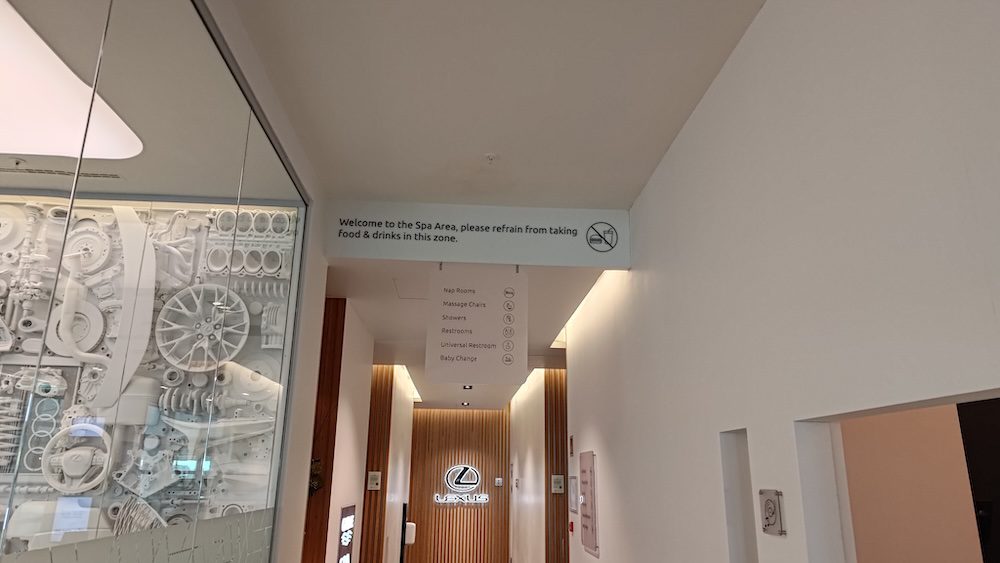 Welcome to the Spa Area, please refrain from taking
food & drinks in this zone.
Nap Rooms
Massage Chairs
Showers
Restrooms
Universal Restroom
Baby Change
LEXUS